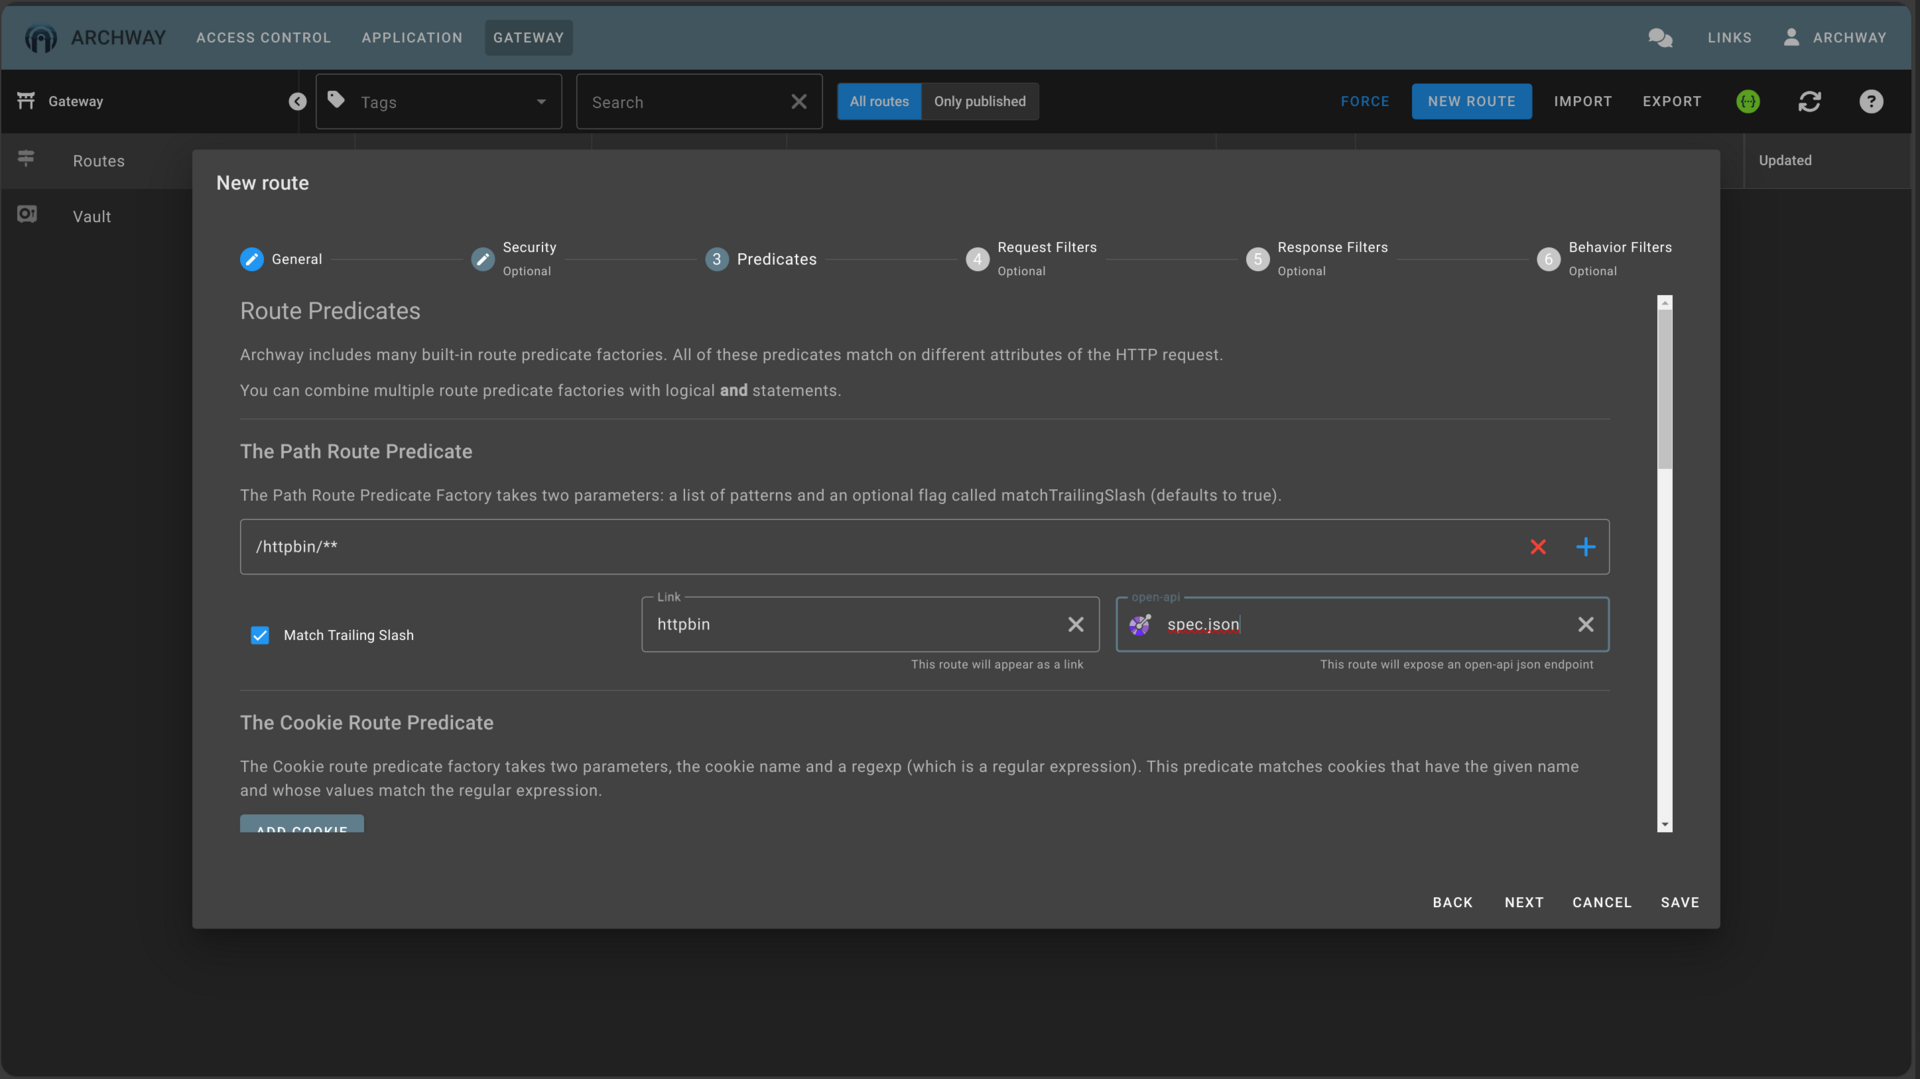 ARCHWAY
ACCESS CONTROL
APPLICATION
GATEWAY
LINKS
ARCHWAY
Gateway
Tags
Search
All routes
Only published
FORCE
NEW ROUTE
IMPORT
EXPORT
?
Routes
Updated
Vault
New route
General
Security
Optional
3
Predicates
4
Request Filters
Optional
5
Response Filters
Optional
6
Behavior Filters
Optional
Route Predicates
Archway includes many built-in route predicate factories. All of these predicates match on different attributes of the HTTP request.
You can combine multiple route predicate factories with logical and statements.
The Path Route Predicate
The Path Route Predicate Factory takes two parameters: a list of patterns and an optional flag called matchTrailingSlash (defaults to true).
/httpbin/**
Match Trailing Slash
Link
httpbin
This route will appear as a link
open-api
spec.json
This route will expose an open-api json endpoint
The Cookie Route Predicate
The Cookie route predicate factory takes two parameters, the cookie name and a regexp (which is a regular expression). This predicate matches cookies that have the given name
and whose values match the regular expression.
ADD COOKIE
BACK
NEXT
CANCEL
SAVE